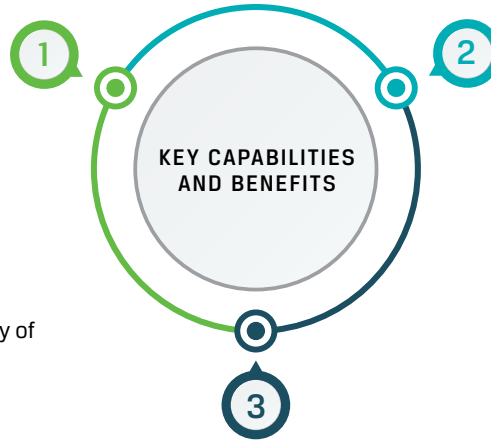 1
2
KEY CAPABILITIES
AND BENEFITS
y of
3